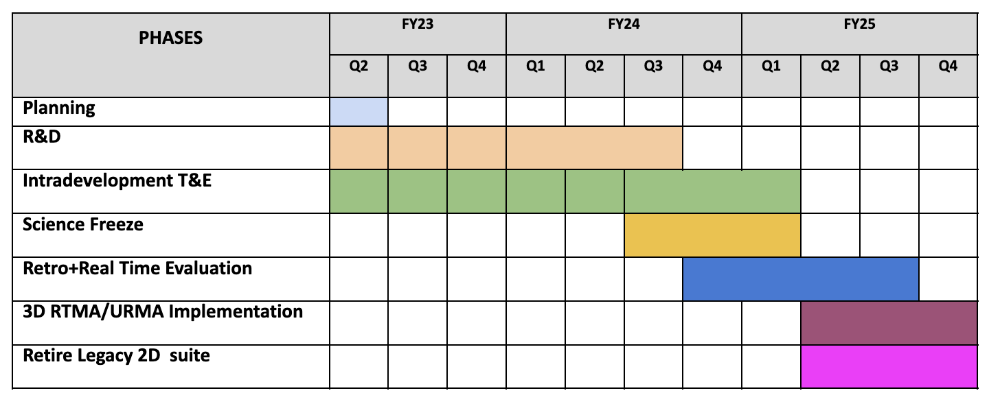 PHASES
FY23 FY24 FY25
Q2 Q3 Q4 Q1 Q2 Q3 Q4 Q1 Q2 Q3 Q4
Planning
R&D
Intradevelopment T&E
Science Freeze
Retro+Real Time Evaluation
3D RTMA/URMA Implementation
Retire Legacy 2D  suite